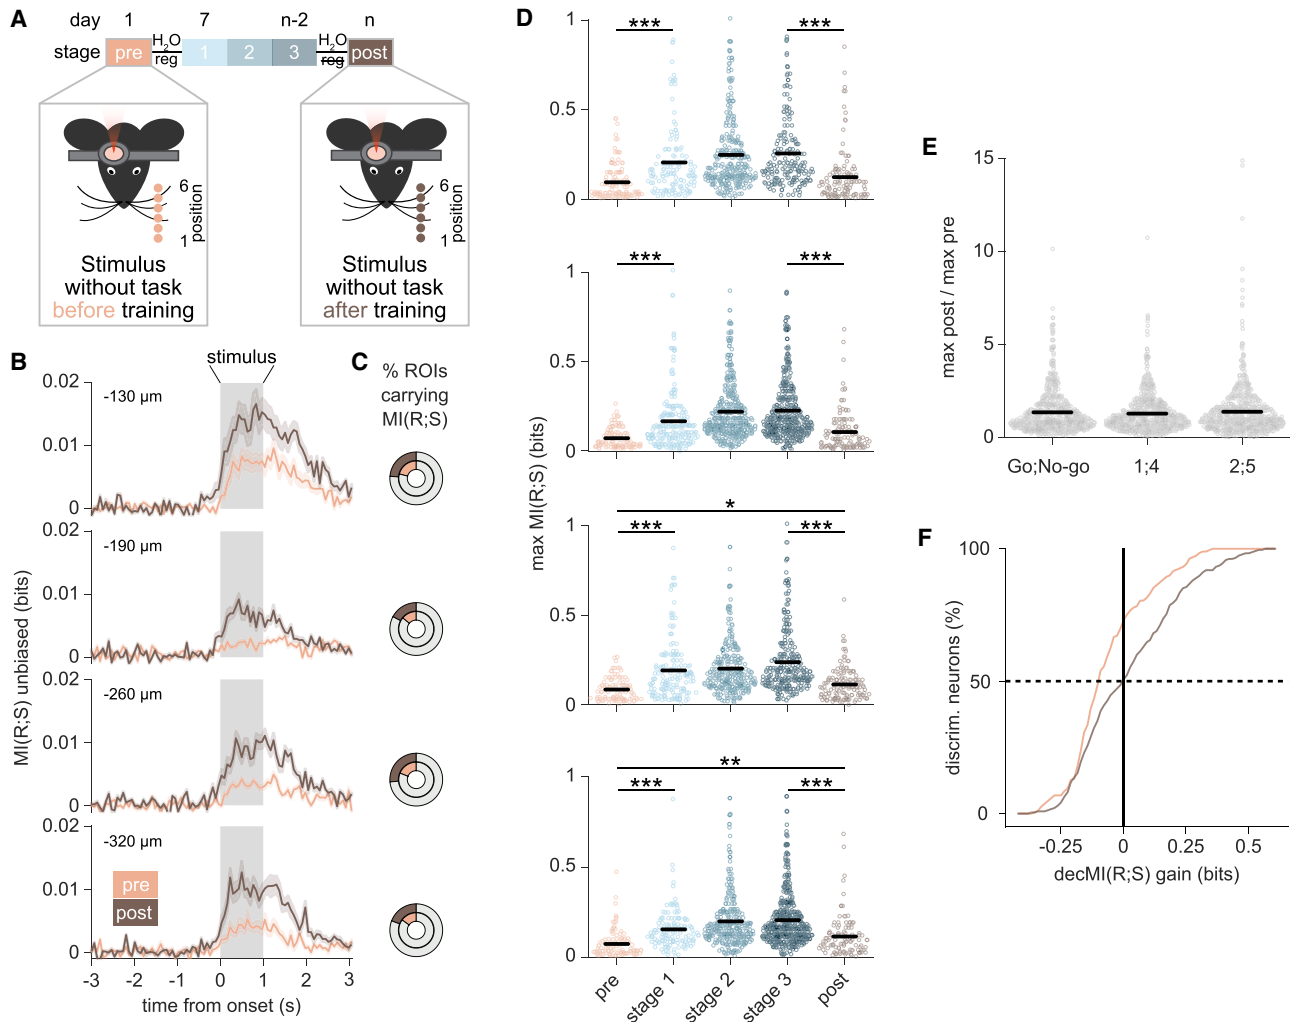 A
day 1 7 n-2 n
stage pre H2O reg 1 2 3 H2O reg post
6
1
position
Stimulus
without task
before training
6
1
position
Stimulus
without task
after training
B
stimulus
MI(R;S) unbiased (bits)
0.02
-130 µm
0.01
0
0.02
-190 µm
0.01
0
0.02
-260 µm
0.01
0
0.02
-320 µm
0.01
pre
post
0
-3 -2 -1 0 1 2 3
time from onset (s)
C
% ROIs
carrying
MI(R;S)
D
max MI(R;S) (bits)
1
*** ***
0.5
0
1
*** ***
0.5
0
1
*
*** ***
0.5
0
1
**
*** ***
0.5
0
pre stage 1 stage 2 stage 3 post
E
max post / max pre
15
10
5
0
Go;No-go 1;4 2;5
F
discrim. neurons (%)
100
50
0
-0.25 0 0.25 0.5
decMI(R;S) gain (bits)